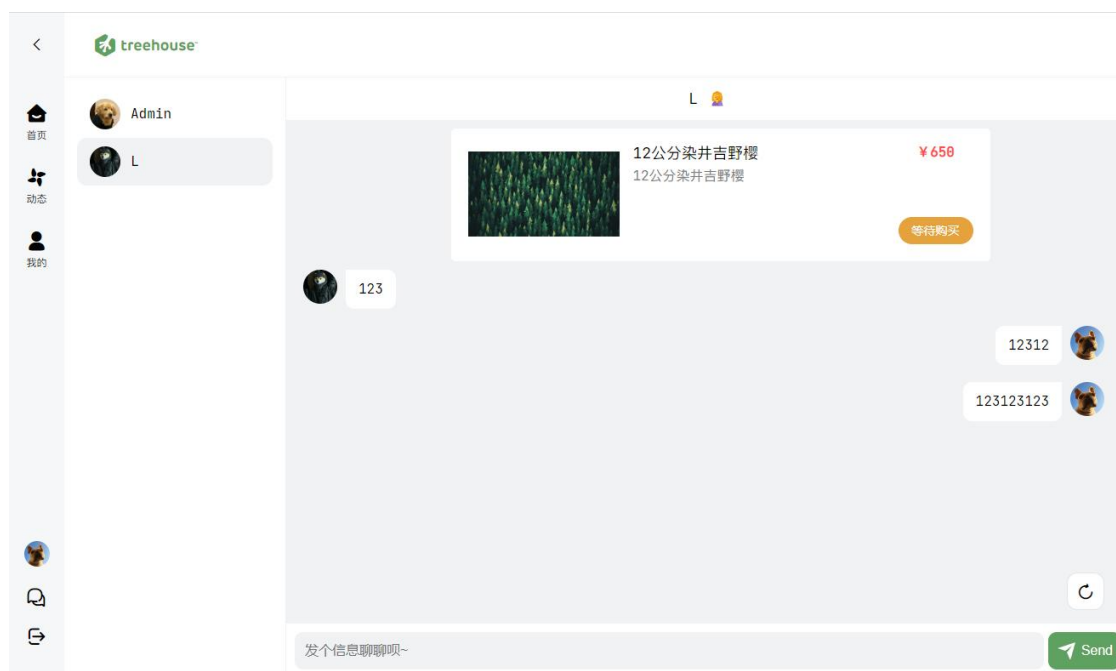 treehouse
首页
动态
我的
Admin
L
L
12公分染井吉野樱
¥650
12公分染井吉野樱
等待购买
123
12312
123123123
发个信息聊聊呗~
Send